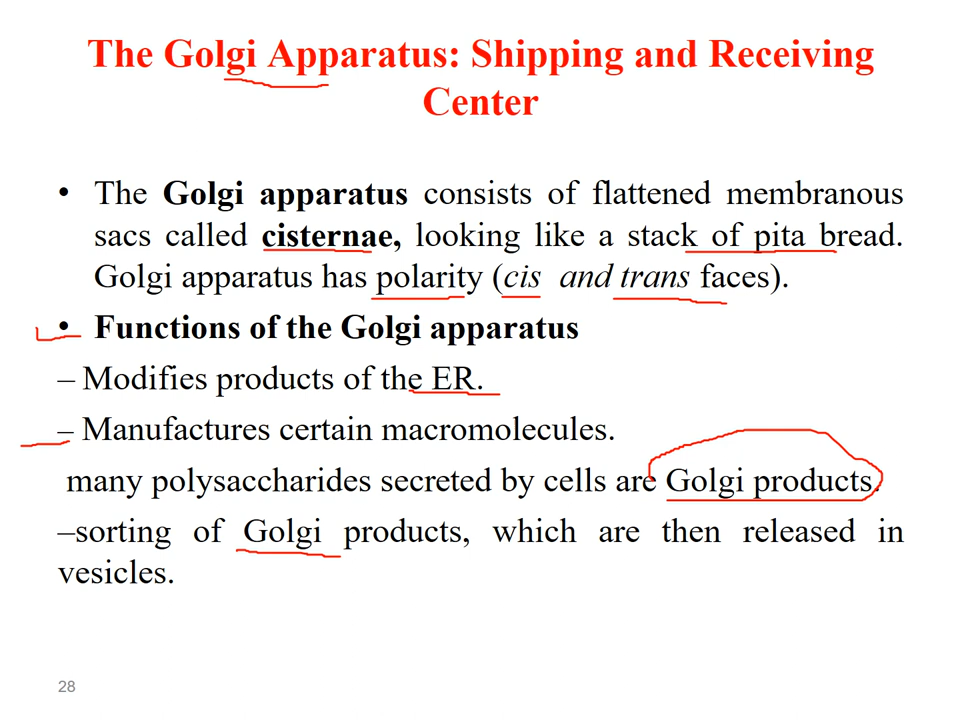 The Golgi Apparatus: Shipping and Receiving
Center
• The Golgi apparatus consists of flattened membranous
sacs called cisternae, looking like a stack of pita bread.
Golgi apparatus has polarity (cis and trans faces).
• Functions of the Golgi apparatus
– Modifies products of the ER.
– Manufactures certain macromolecules.
many polysaccharides secreted by cells are Golgi products.
–sorting of Golgi products, which are then released in
vesicles.
28